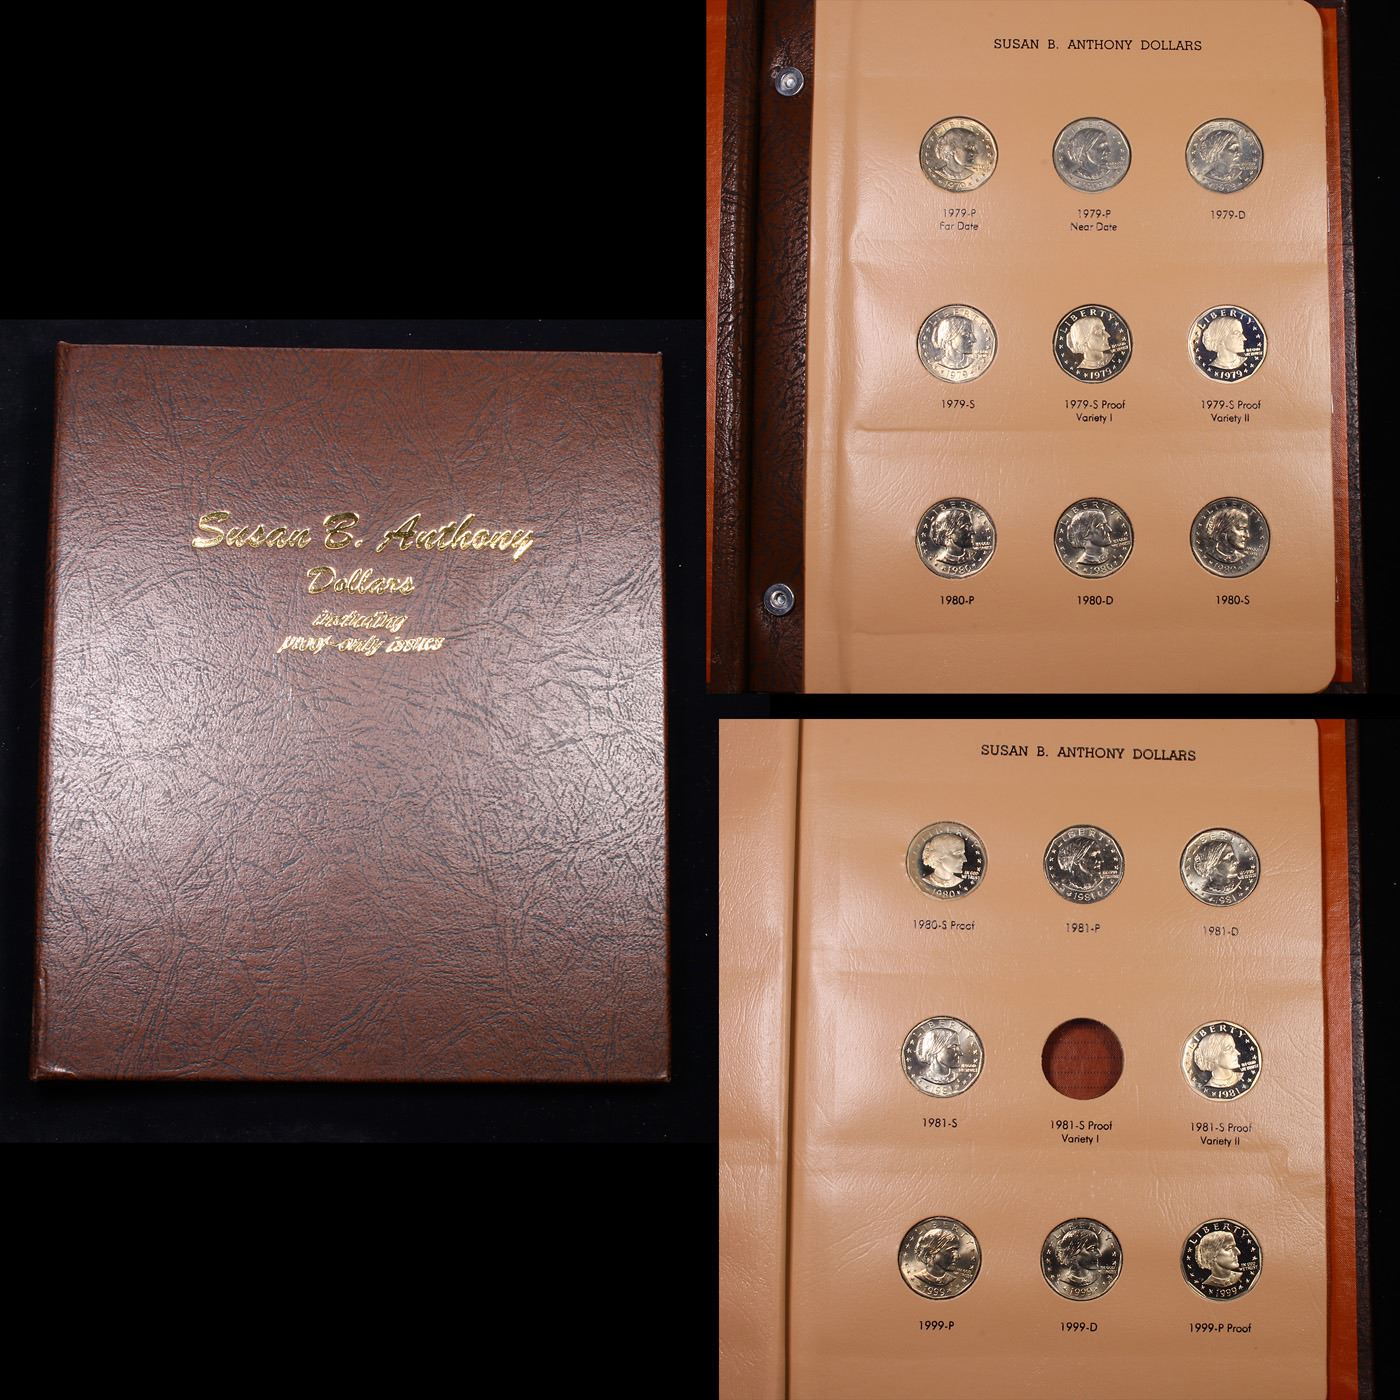 Susan B. Anthony
Dollars
including
proof-only issues
SUSAN B. ANTHONY DOLLARS
1979-P
Far Date
1979-P
Near Date
1979-D
1979-S
1979-S Proof
Variety I
1979-S Proof
Variety II
1980-P
1980-D
1980-S
SUSAN B. ANTHONY DOLLARS
1980-S Proof
1981-P
1981-D
1981-S
1981-S Proof
Variety I
1981-S Proof
Variety II
1999-P
1999-D
1999-P Proof